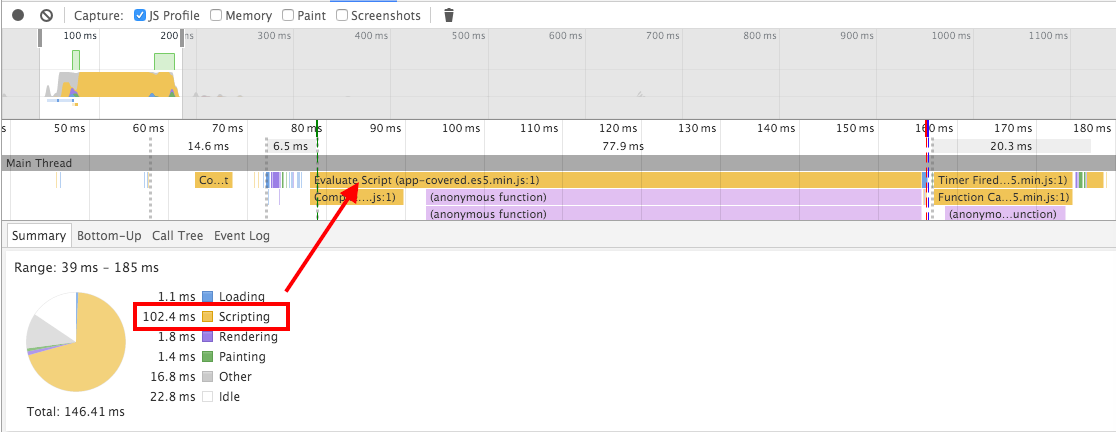 Capture: JS Profile Memory Paint Screenshots
100 ms 200 300 ms 400 ms 500 ms 600 ms 700 ms 800 ms 900 ms 1000 ms 1100 ms
s 50 ms 60 ms 70 ms 80 ms 90 ms 100 ms 110 ms 120 ms 130 ms 140 ms 150 ms 160 ms 170 ms 180 ms
14.6 ms 6.5 ms 77.9 ms 20.3 ms
Main Thread
Co...t Evaluate Script (app-covered.es5.min.js:1) Timer Fired...5.min.js:1)
Comp...js:1) (anonymous function) Function Ca...5.min.js:1)
(anonymous function) (anonymo...unction)
Summary Bottom-Up Call Tree Event Log
Range: 39 ms – 185 ms
1.1 ms Loading
102.4 ms Scripting
1.8 ms Rendering
1.4 ms Painting
16.8 ms Other
22.8 ms Idle
Total: 146.41 ms